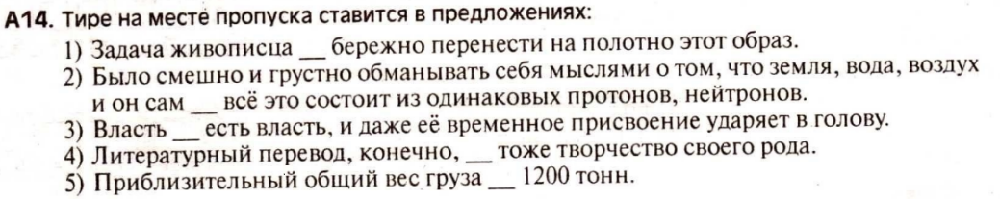 А14. Тире на месте пропуска ставится в предложениях:
1) Задача живописца __ бережно перенести на полотно этот образ.
2) Было смешно и грустно обманывать себя мыслями о том, что земля, вода, воздух
и он сам __ всё это состоит из одинаковых протонов, нейтронов.
3) Власть __ есть власть, и даже её временное присвоение ударяет в голову.
4) Литературный перевод, конечно, __ тоже творчество своего рода.
5) Приблизительный общий вес груза __ 1200 тонн.